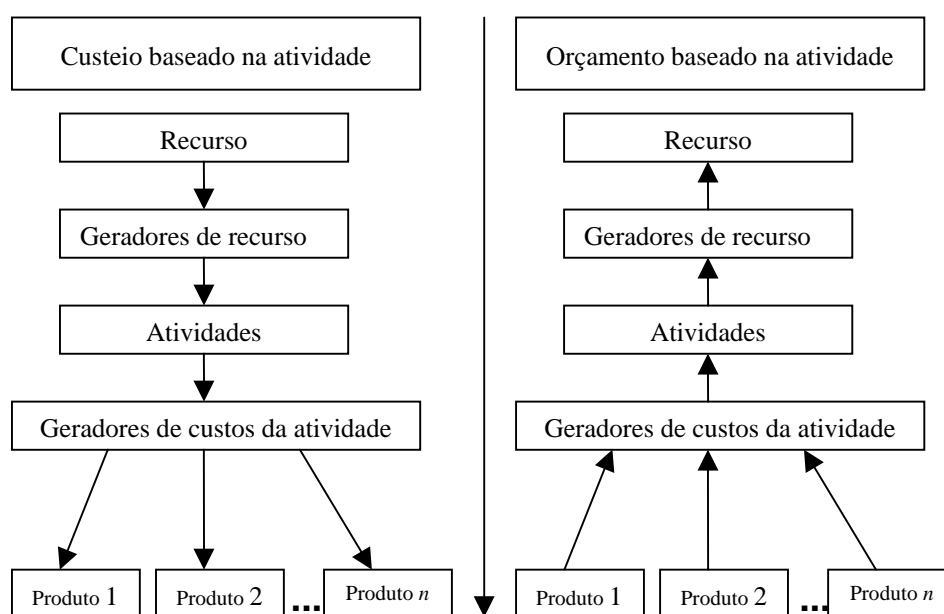 Custeio baseado na atividade
Recurso
Geradores de recurso
Atividades
Geradores de custos da atividade
Produto 1
Produto 2
...
Produto n
Orçamento baseado na atividade
Recurso
Geradores de recurso
Atividades
Geradores de custos da atividade
Produto 1
Produto 2
...
Produto n